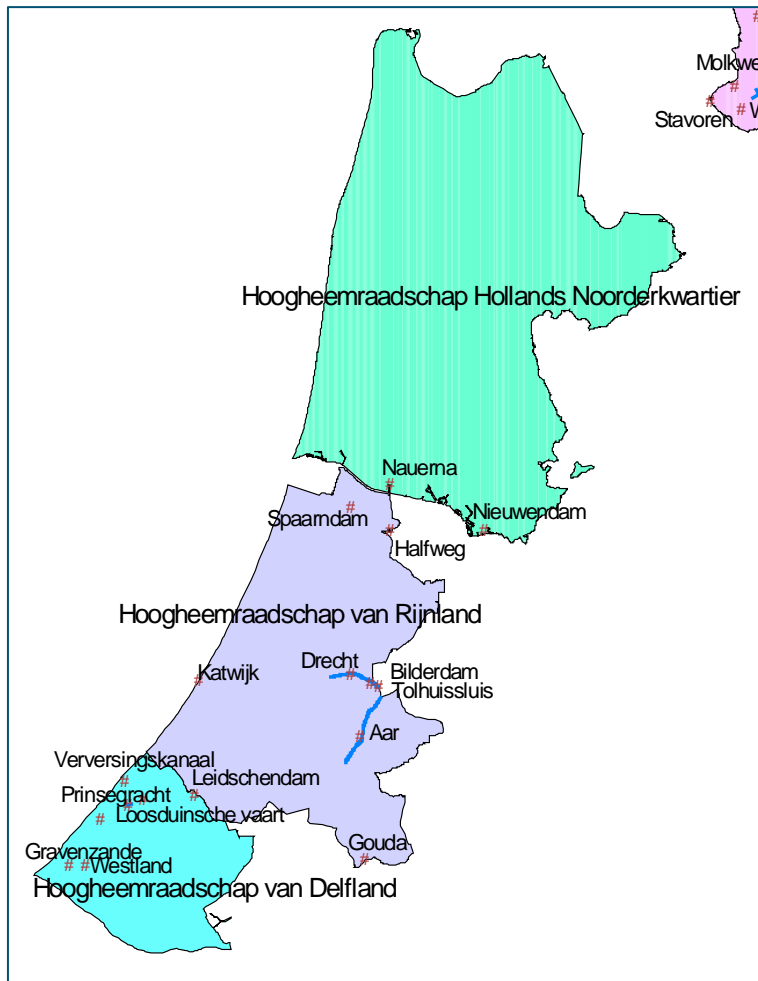 Molkwe
Stavoren
W
Hoogheemraadschap Hollands Noorderkwartier
Nauerna
Spaarndam
Nieuwendam
Halfweg
Hoogheemraadschap van Rijnland
Drecht
Bilderdam
Katwijk
Tolhuissluis
Aar
Ververskingskanaal
Leidschendam
Prinsegracht
Loosduinsche vaart
Gouda
Gravenzande
Westland
Hoogheemraadschap van Delfland